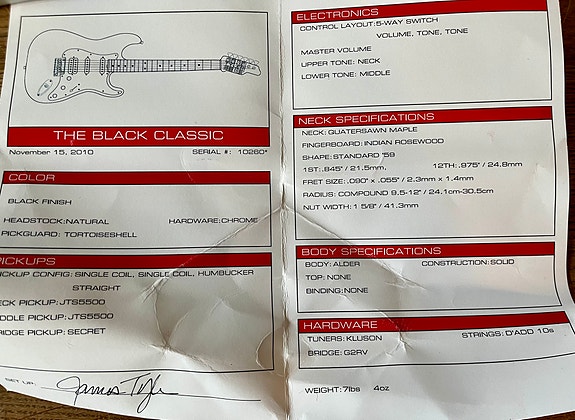 THE BLACK CLASSIC
November 15, 2010 SERIAL #: 10260*
COLOR
BLACK FINISH
HEADSTOCK: NATURAL HARDWARE: CHROME
PICKGUARD: TORTOISESHELL
PICKUPS
PICKUP CONFIG: SINGLE COIL, SINGLE COIL, HUMBUCKER
STRAIGHT
ECK PICKUP: JTS5500
DDLE PICKUP: JTS5500
RIDGE PICKUP: SECRET
SET UP: James Tyler
ELECTRONICS
CONTROL LAYOUT: 5-WAY SWITCH
VOLUME, TONE, TONE
MASTER VOLUME
UPPER TONE: NECK
LOWER TONE: MIDDLE
NECK SPECIFICATIONS
NECK: QUATERSAWN MAPLE
FINGERBOARD: INDIAN ROSEWOOD
SHAPE: STANDARD '59
1ST: .845" / 21.5mm, 12TH: .975" / 24.8mm
FRET SIZE: .090" x .055" / 2.3mm x 1.4mm
RADIUS: COMPOUND 9.5-12" / 24.1cm-30.5cm
NUT WIDTH: 1 5/8" / 41.3mm
BODY SPECIFICATIONS
BODY: ALDER CONSTRUCTION: SOLID
TOP: NONE
BINDING: NONE
HARDWARE
TUNERS: KLUSON STRINGS: D'ADD 10s
BRIDGE: G2RV
WEIGHT: 7lbs 4oz